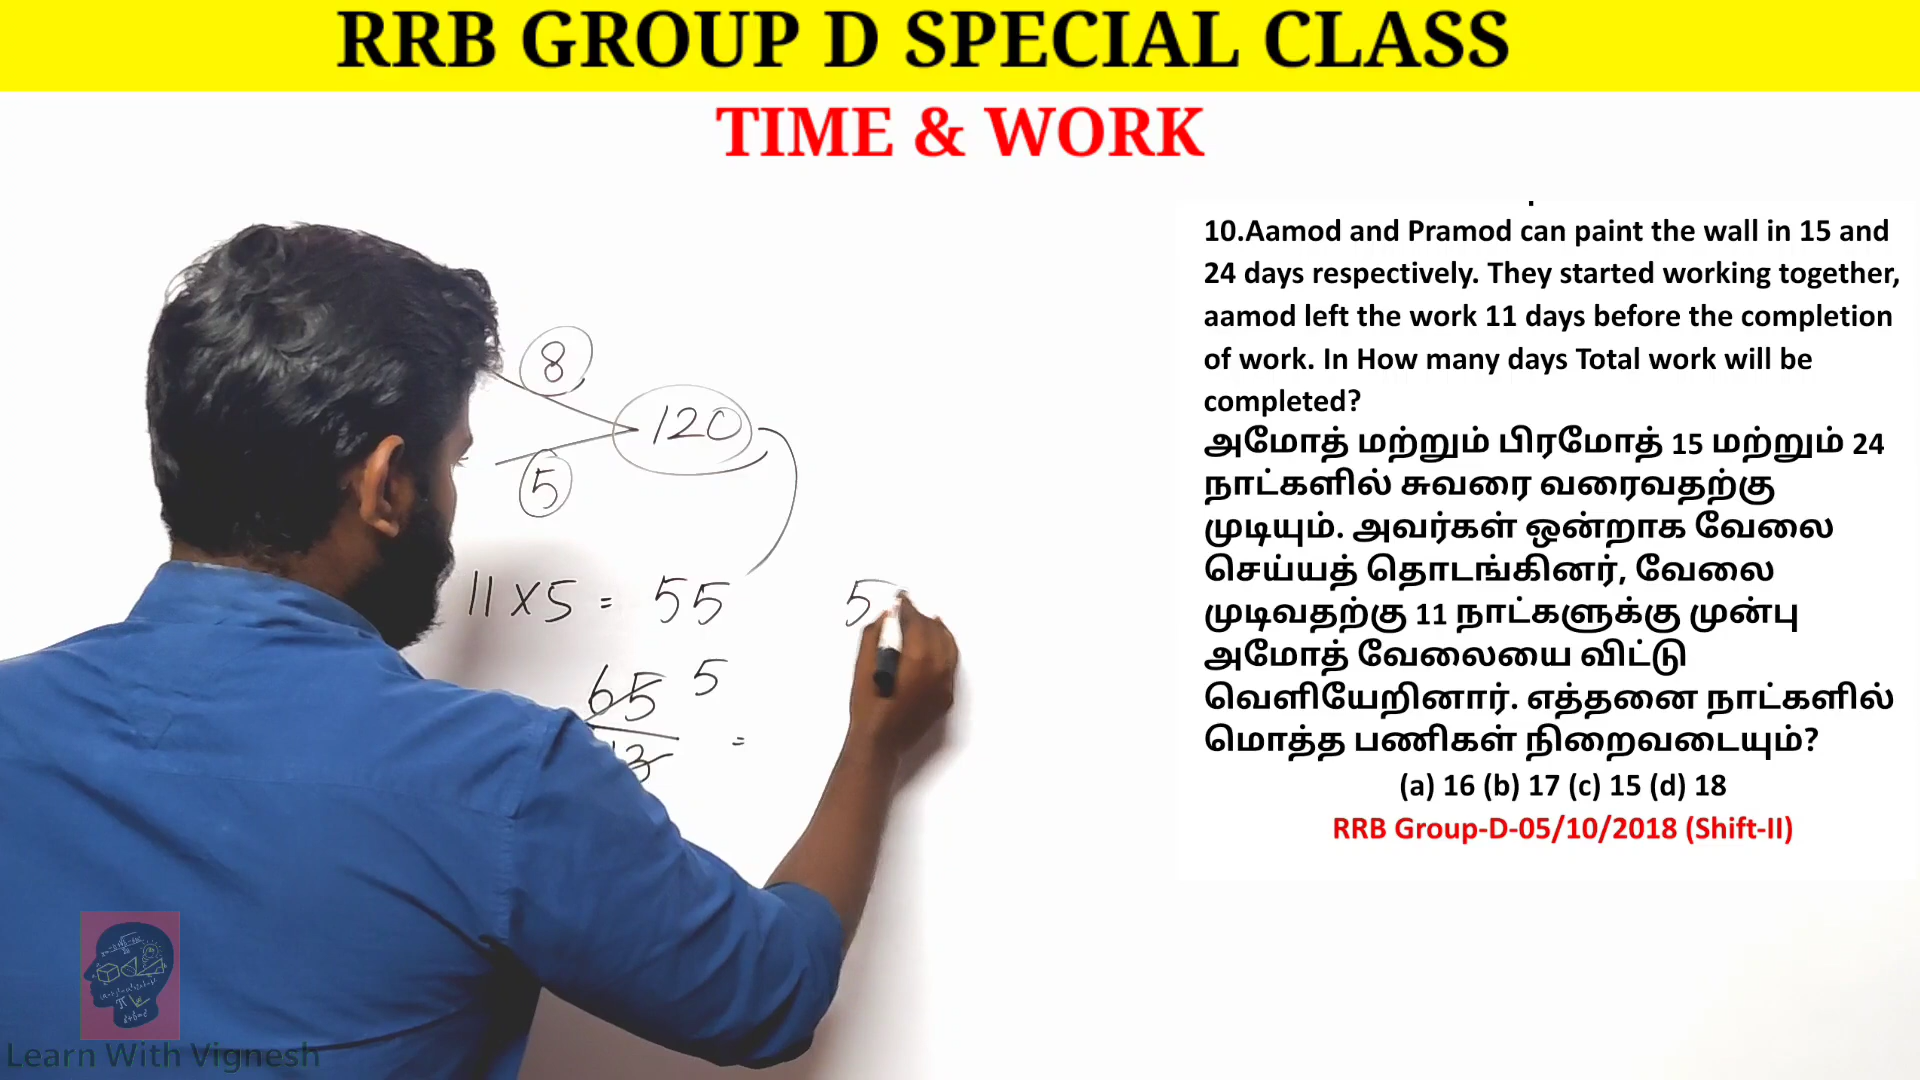 RRB GROUP D SPECIAL CLASS
TIME & WORK
10.Aamod and Pramod can paint the wall in 15 and
24 days respectively. They started working together,
aamod left the work 11 days before the completion
of work. In How many days Total work will be
completed?
அமோத் மற்றும் பிரமோத் 15 மற்றும் 24
நாட்களில் சுவரை வரைவதற்கு
முடியும். அவர்கள் ஒன்றாக வேலை
செய்யத் தொடங்கினர், வேலை
முடிவதற்கு 11 நாட்களுக்கு முன்பு
அமோத் வேலையை விட்டு
வெளியேறினார். எத்தனை நாட்களில்
மொத்த பணிகள் நிறைவடையும்?
(a) 16 (b) 17 (c) 15 (d) 18
RRB Group-D-05/10/2018 (Shift-II)
8
120
5
11 x 5 = 55
5
65 5
=
Learn With Vignesh